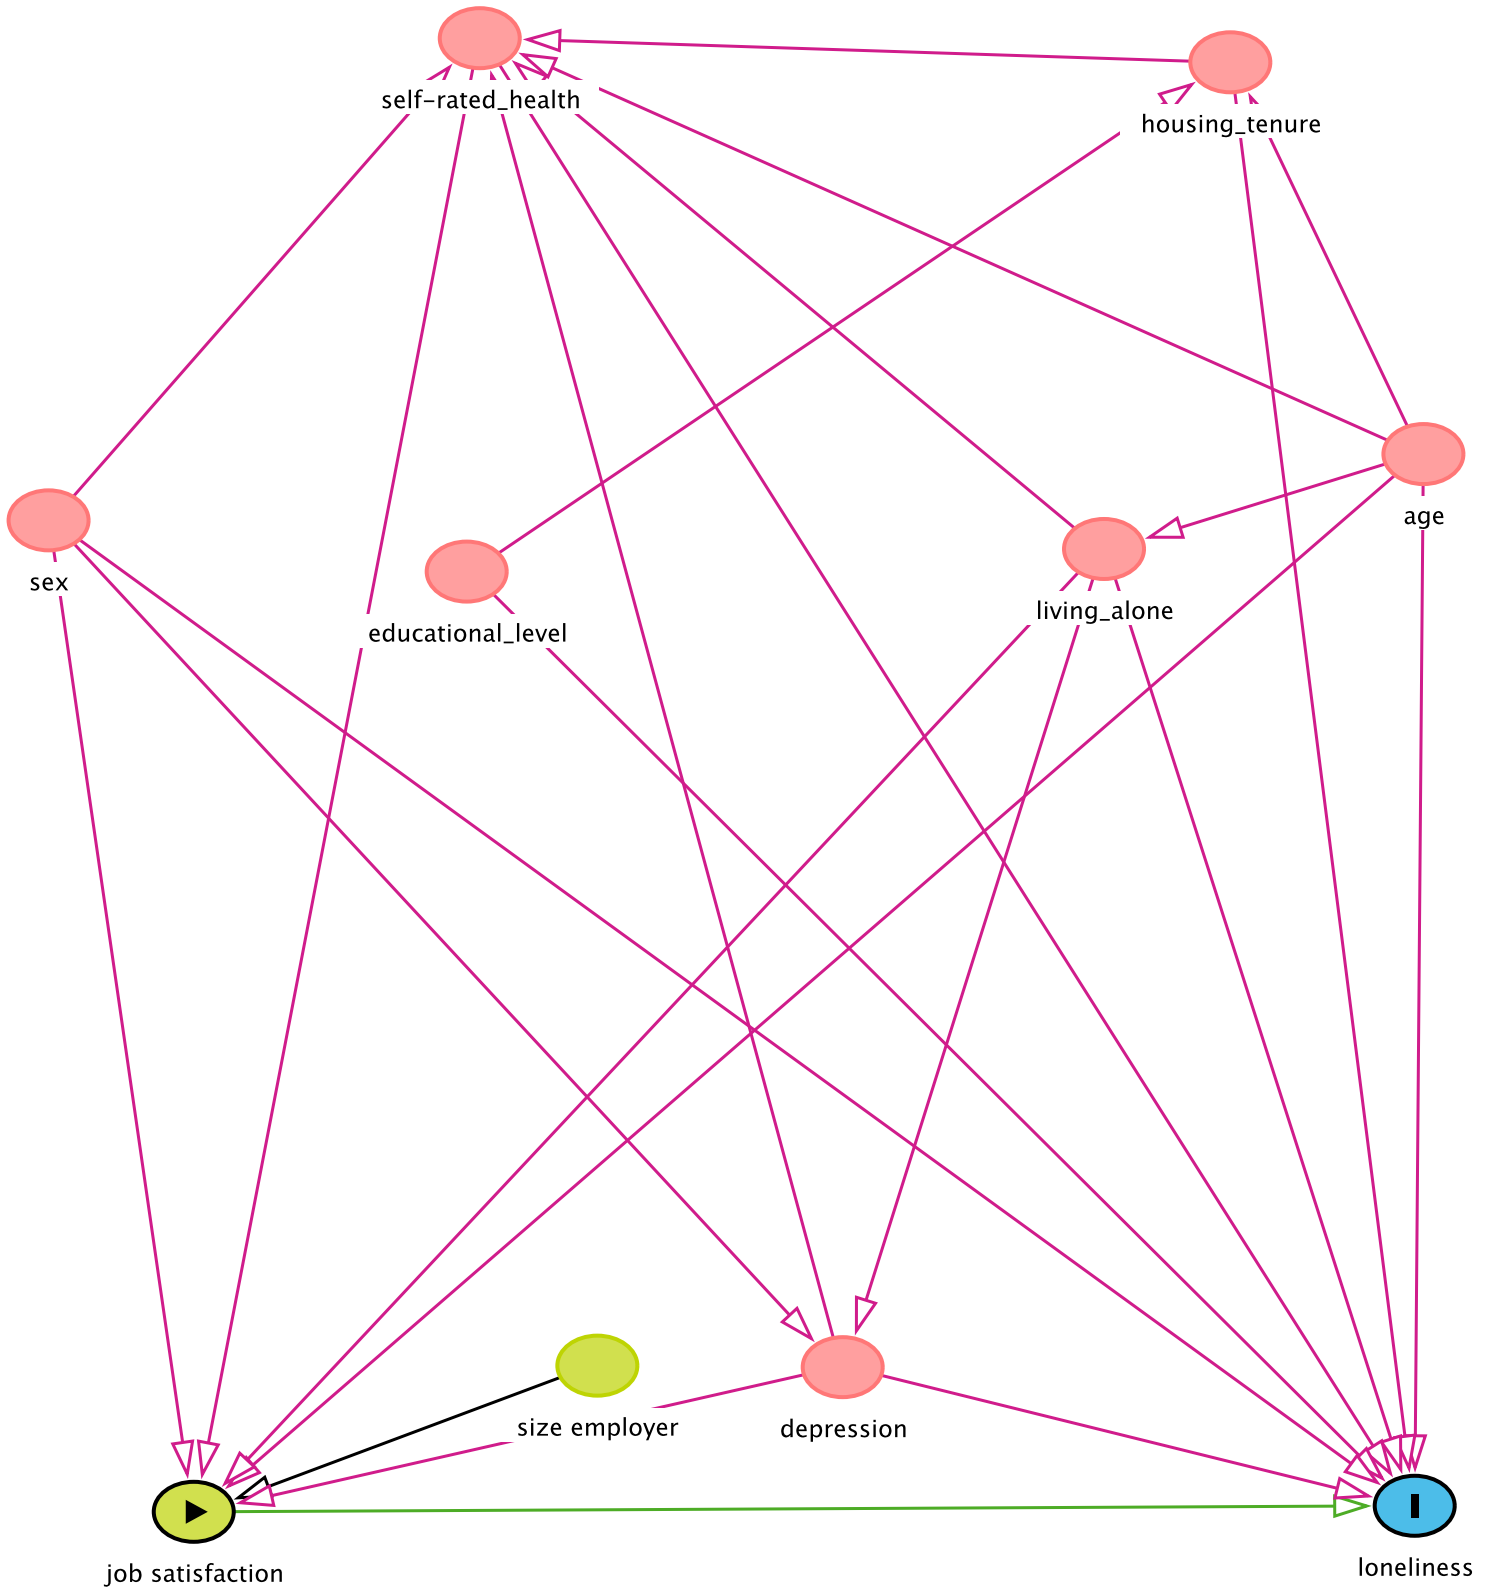 self-rated_health
housing_tenure
age
sex
living_alone
educational_level
size employer
depression
job satisfaction
loneliness